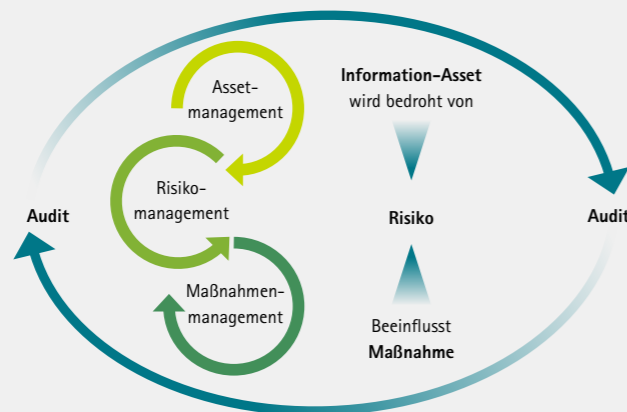 Asset-
management
Information-Asset
wird bedroht von
Risiko-
management
Audit
Risiko
Audit
Maßnahmen-
management
Beeinflusst
Maßnahme